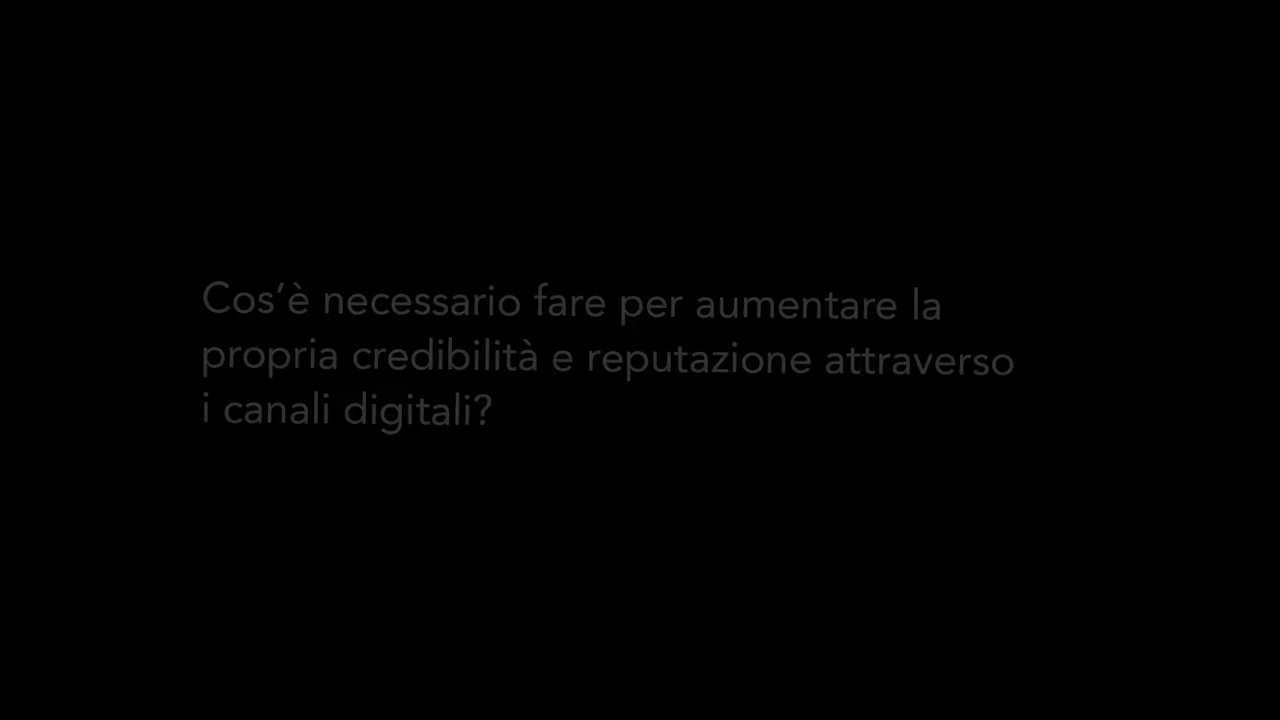 Cos’è necessario fare per aumentare la
propria credibilità e reputazione attraverso
i canali digitali?